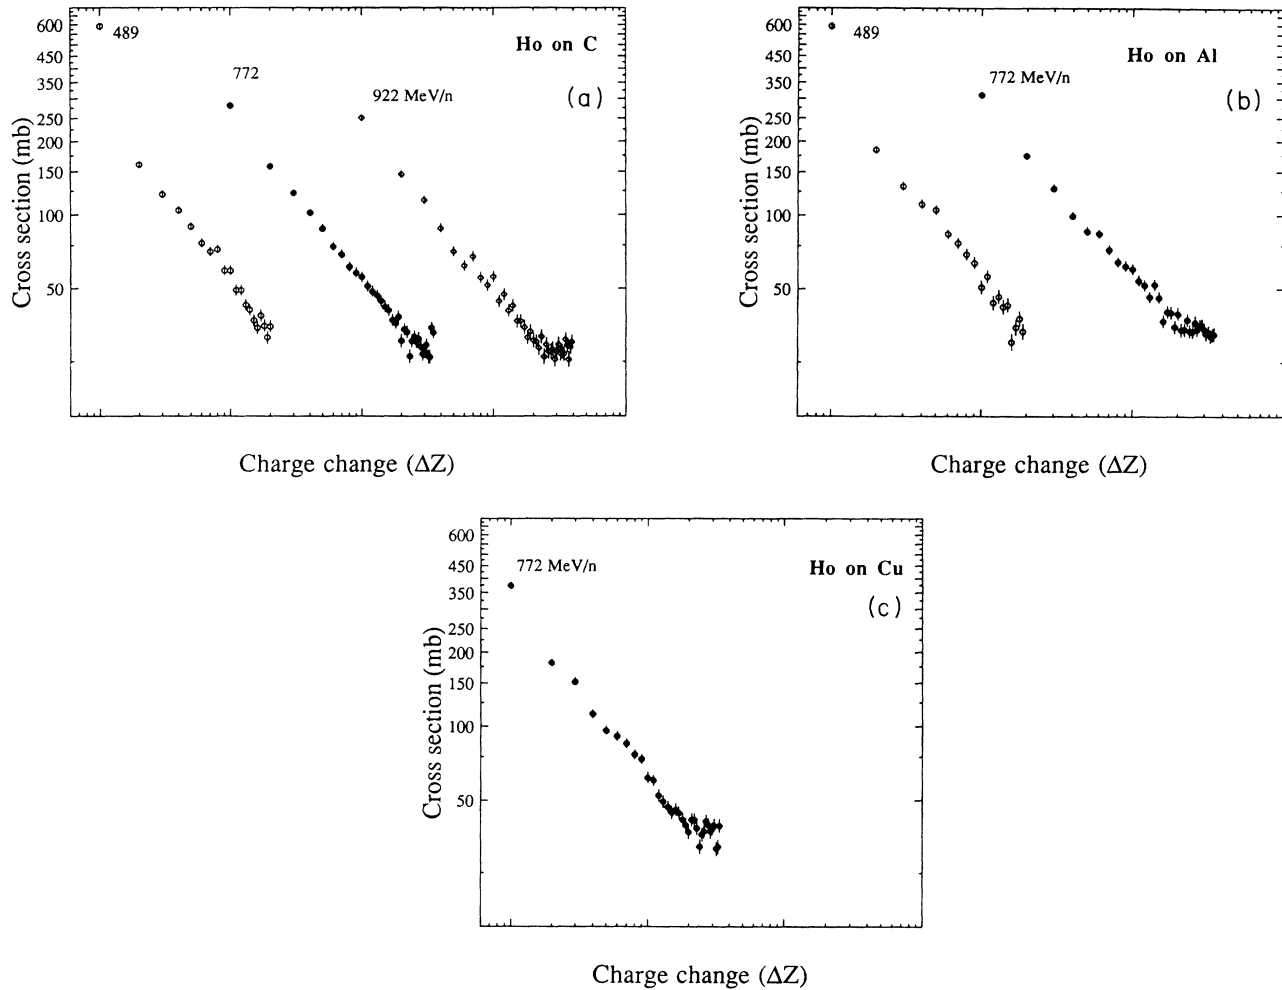 600
450
350
250
200
150
100
50
Cross section (mb)
489
772
922 MeV/n
Ho on C
(a)
Charge change (ΔZ)
600
450
350
250
200
150
100
50
Cross section (mb)
489
772 MeV/n
Ho on Al
(b)
Charge change (ΔZ)
600
450
350
250
200
150
100
50
Cross section (mb)
772 MeV/n
Ho on Cu
(c)
Charge change (ΔZ)